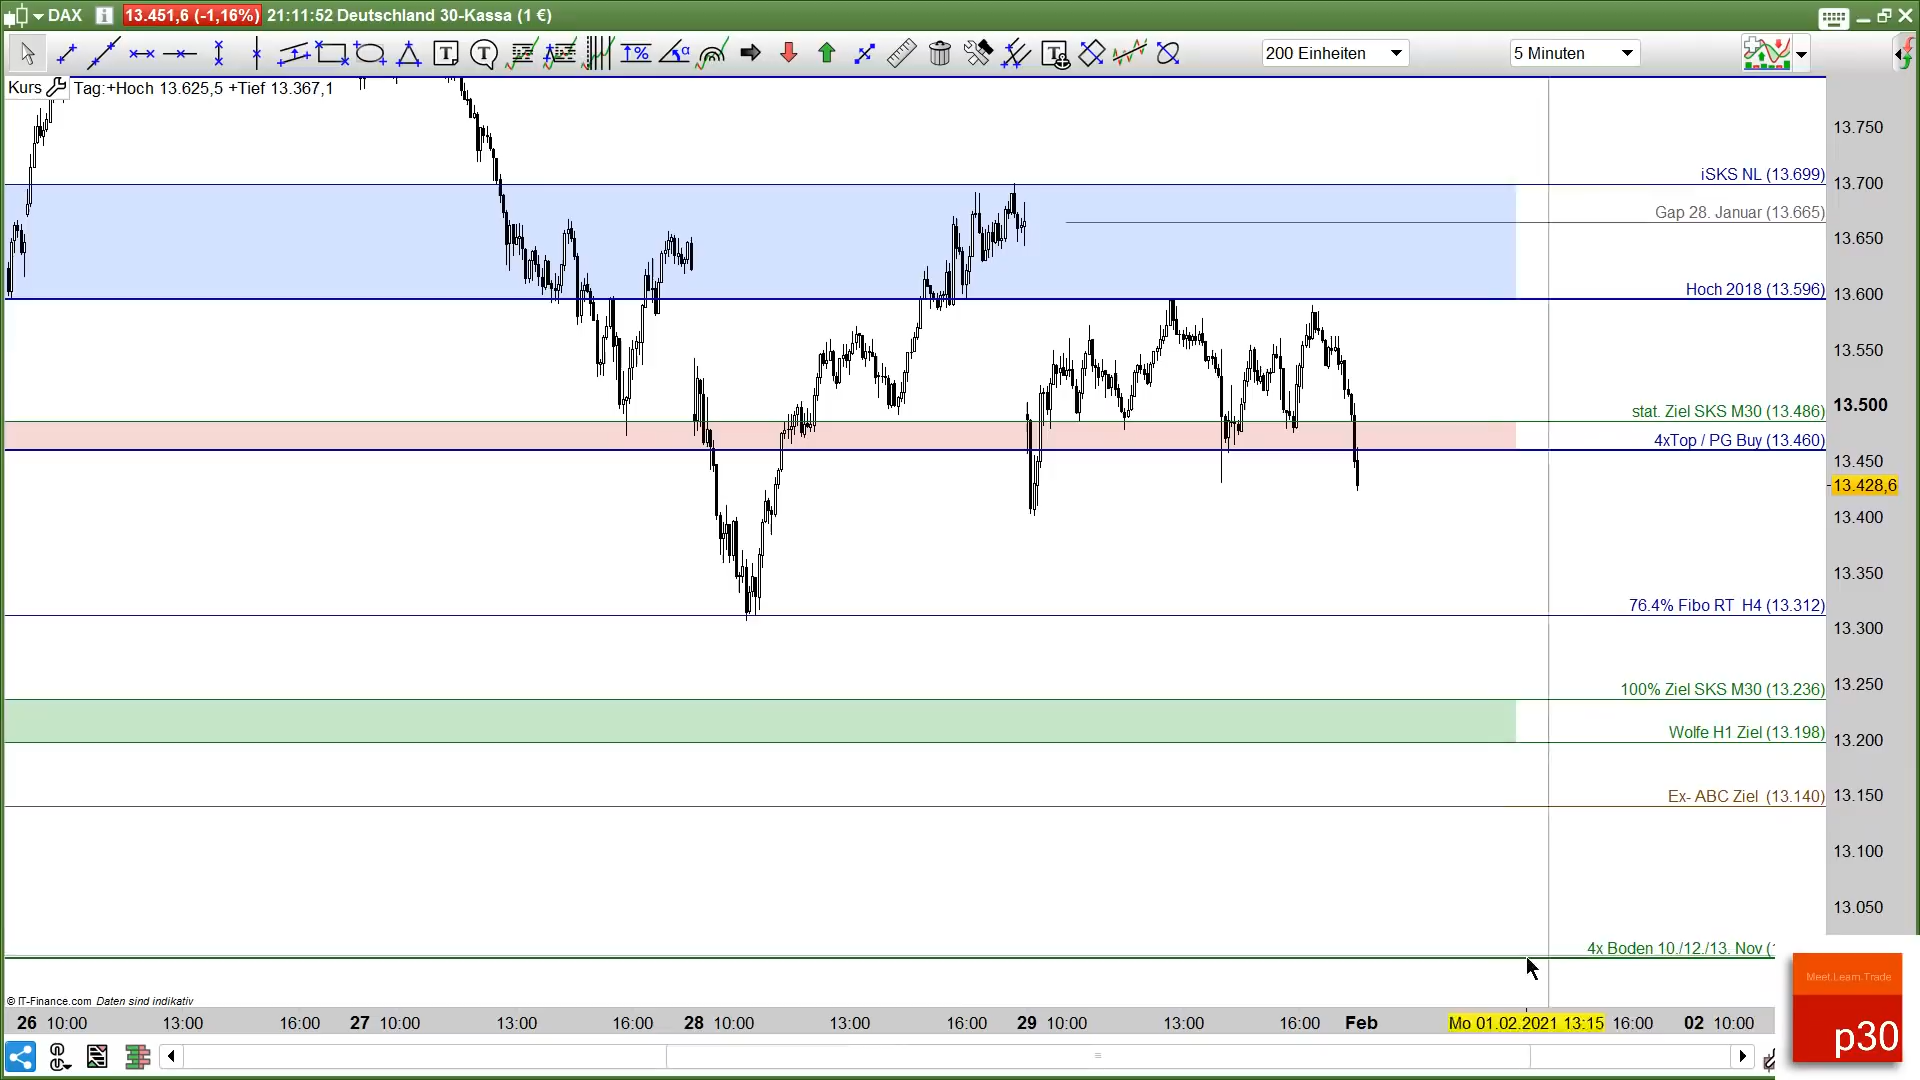 DAX 13.451,6 (-1,16%) 21:11:52 Deutschland 30-Kassa (1 €)
200 Einheiten
5 Minuten
Kurs Tag:+Hoch 13.625,5 +Tief 13.367,1
13.750
iSKS NL (13.699)
13.700
Gap 28. Januar (13.665)
13.650
Hoch 2018 (13.596)
13.600
13.550
stat. Ziel SKS M30 (13.486)
13.500
4xTop / PG Buy (13.460)
13.450
13.428,6
13.400
13.350
76.4% Fibo RT H4 (13.312)
13.300
100% Ziel SKS M30 (13.236)
13.250
Wolfe H1 Ziel (13.198)
13.200
Ex- ABC Ziel (13.140)
13.150
13.100
13.050
4x Boden 10./12./13. Nov (
© IT-Finance.com Daten sind indikativ
26 10:00 13:00 16:00 27 10:00 13:00 16:00 28 10:00 13:00 16:00 29 10:00 13:00 16:00 Feb Mo 01.02.2021 13:15 16:00 02 10:00
Meet.Learn.Trade
p30